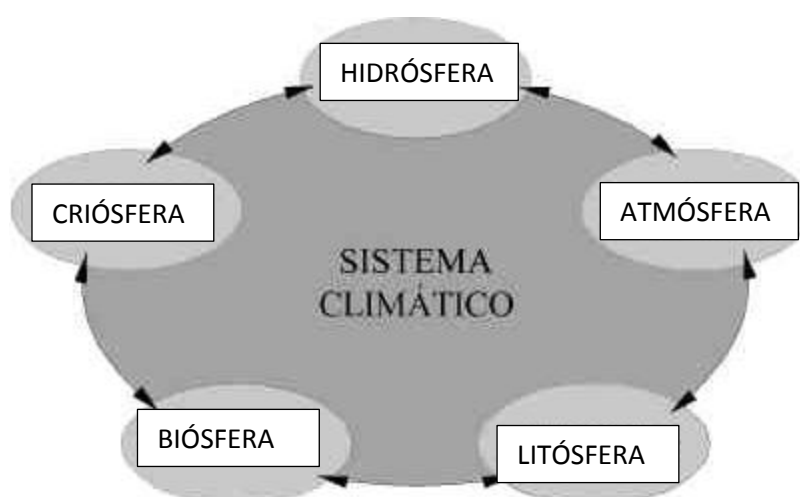 HIDRÓSFERA
CRIÓSFERA
ATMÓSFERA
SISTEMA
CLIMÁTICO
BIÓSFERA
LITÓSFERA